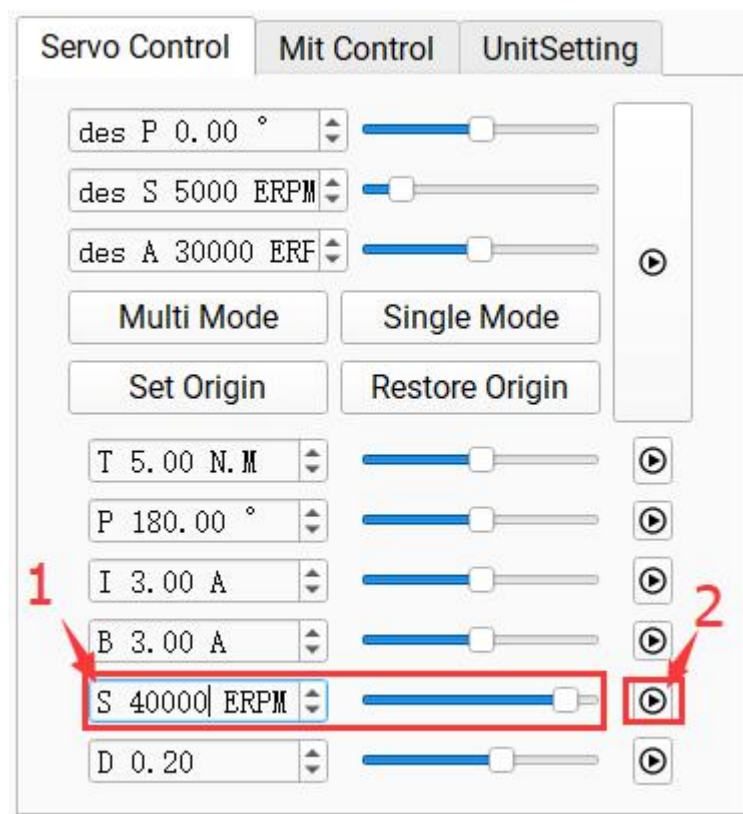 Servo Control Mit Control UnitSetting
des P 0.00 °
des S 5000 ERPM
des A 30000 ERF
Multi Mode Single Mode
Set Origin Restore Origin
T 5.00 N.M
P 180.00 °
I 3.00 A
1
2
B 3.00 A
S 40000 ERPM
D 0.20